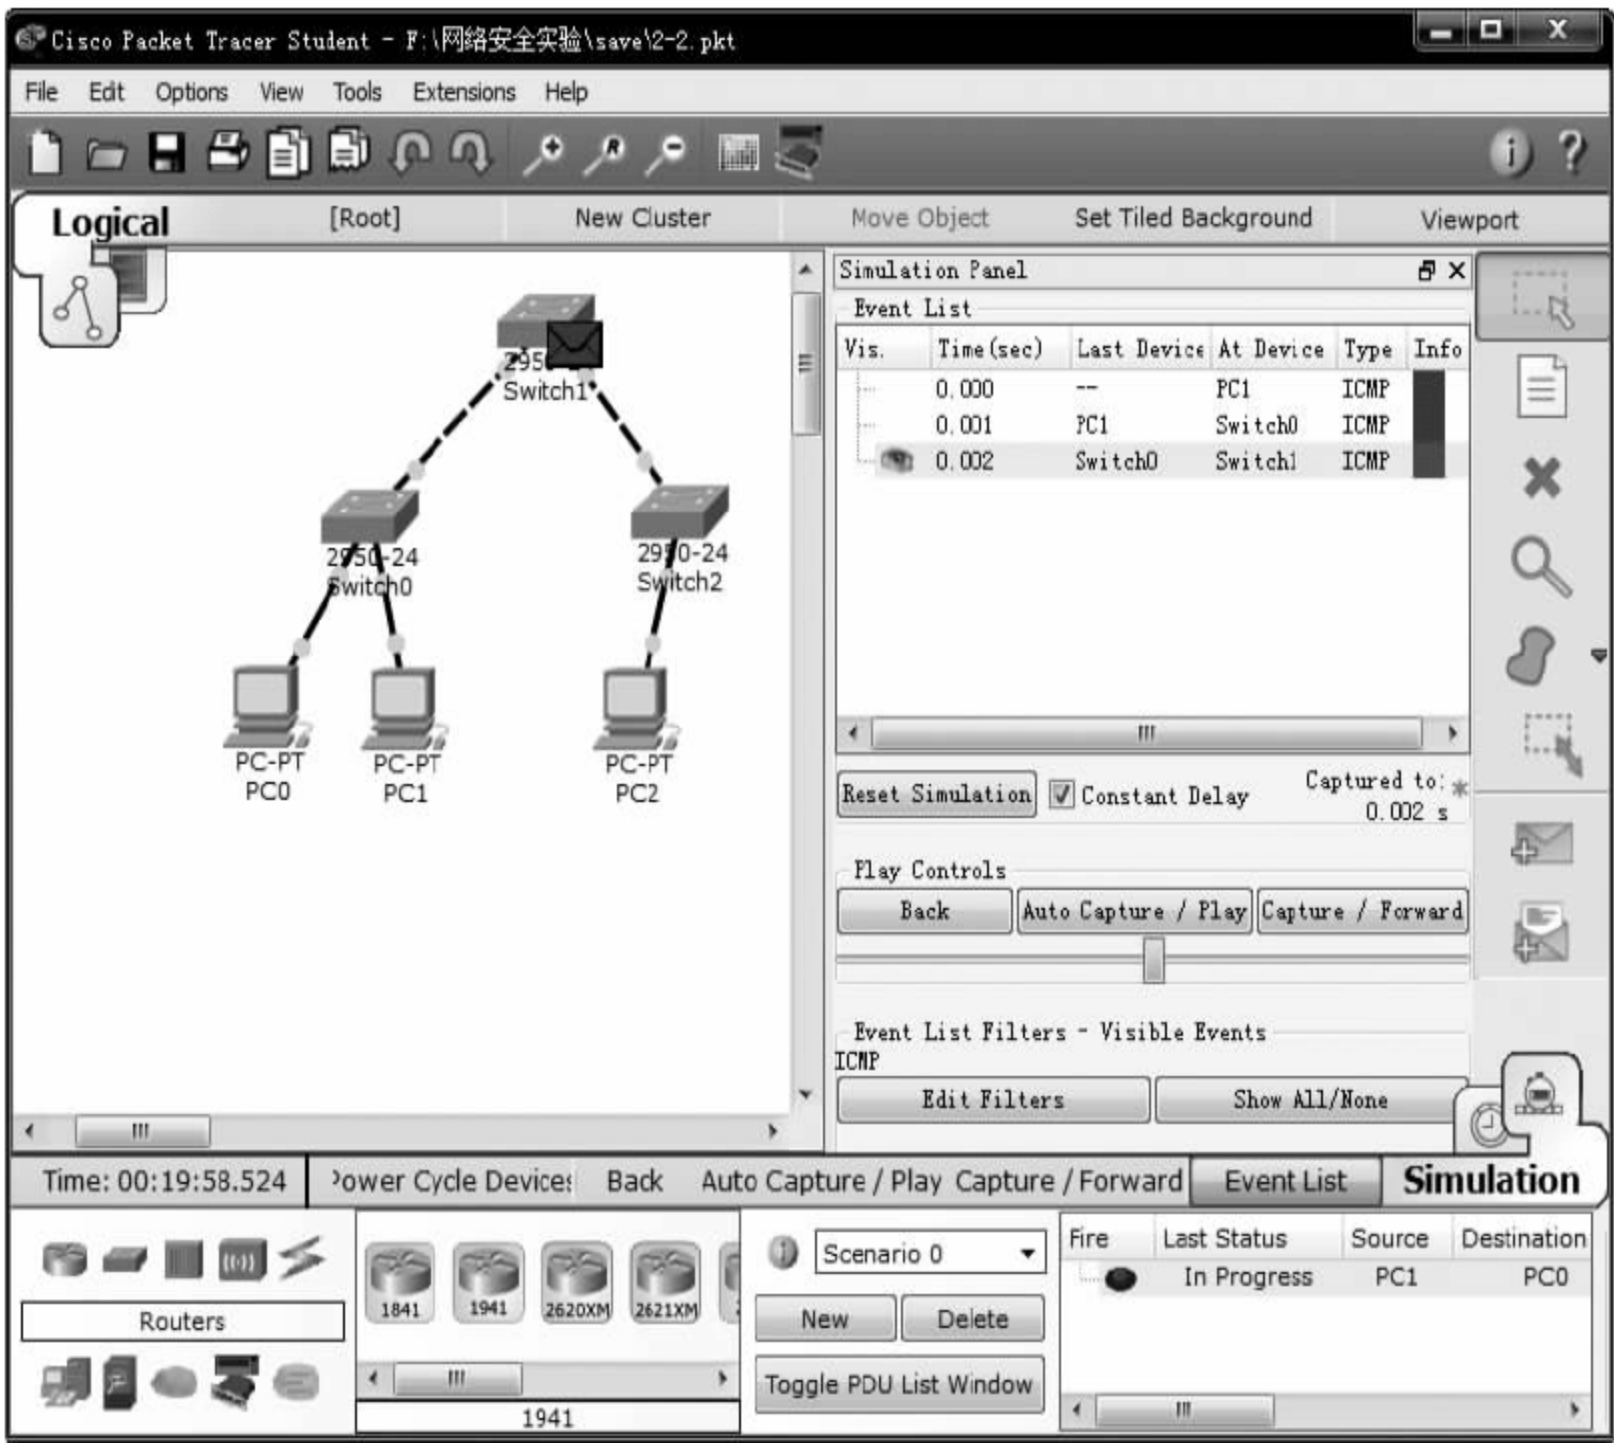 Cisco Packet Tracer Student - F:\网络安全实验\save\2-2.pkt
File Edit Options View Tools Extensions Help
Logical [Root] New Cluster Move Object Set Tiled Background Viewport
Simulation Panel
Event List
Vis. Time(sec) Last Device At Device Type Info
0.000 -- PC1 ICMP
0.001 PC1 Switch0 ICMP
0.002 Switch0 Switch1 ICMP
Switch1
2950-24
Switch0
2950-24
Switch2
PC-PT
PC0
PC-PT
PC1
PC-PT
PC2
Reset Simulation Constant Delay Captured to: *
0.002 s
Play Controls
Back Auto Capture / Play Capture / Forward
Event List Filters - Visible Events
ICMP
Edit Filters Show All/None
Time: 00:19:58.524 Power Cycle Devices Back Auto Capture / Play Capture / Forward Event List Simulation
Routers
1841 1941 2620XM 2621XM
1941
Scenario 0
New Delete
Toggle PDU List Window
Fire Last Status Source Destination
In Progress PC1 PC0